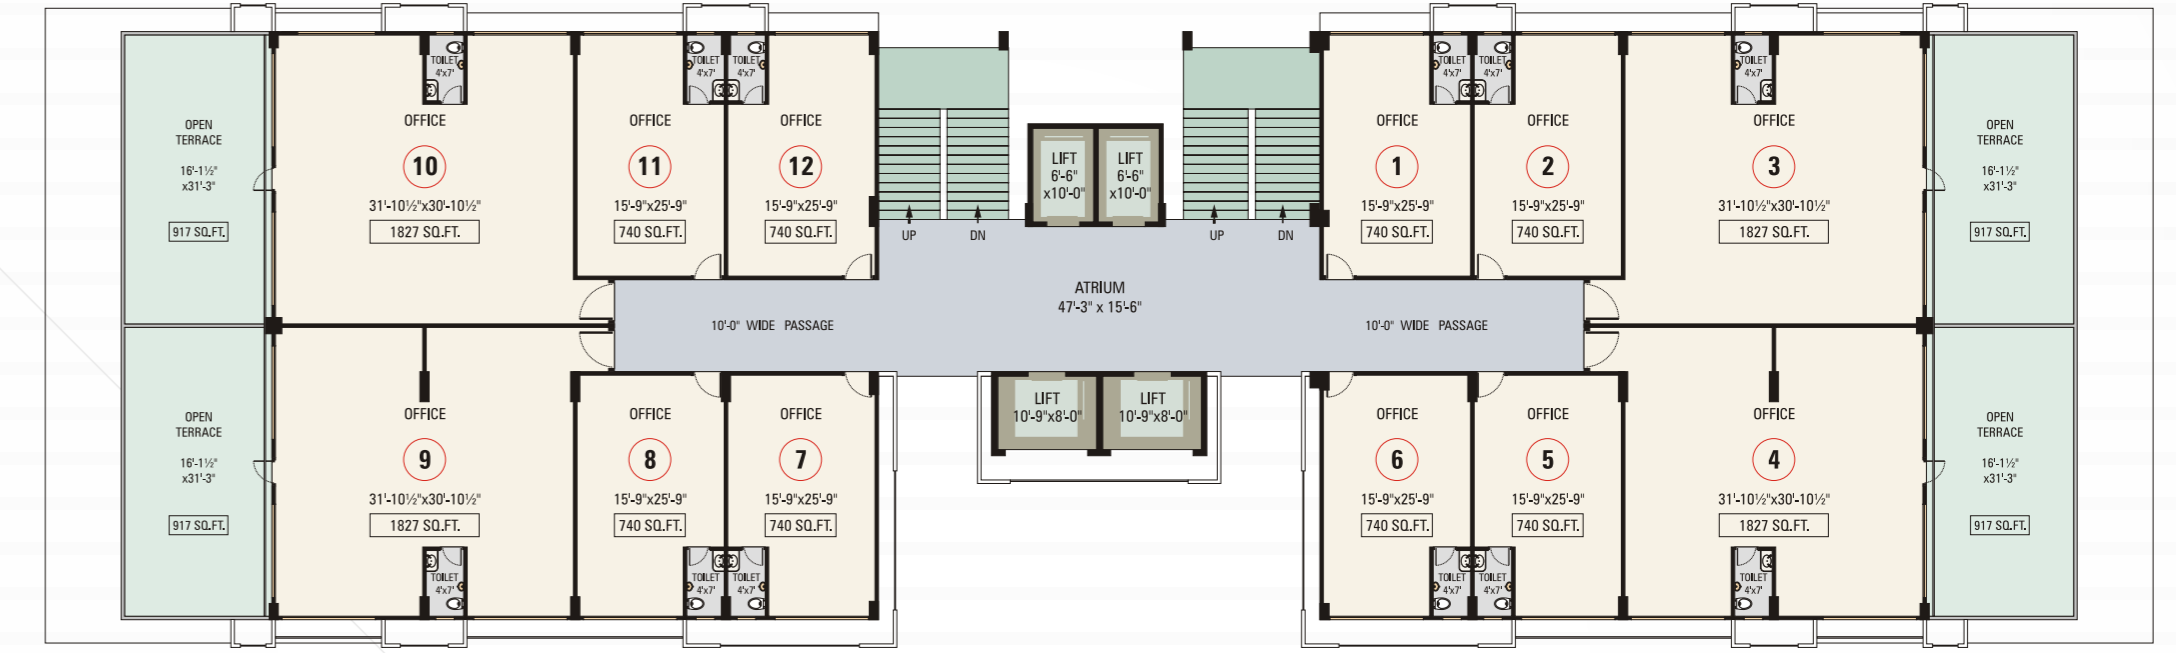 OPEN
TERRACE
16'-1½"
x31'-3"
917 SQ.FT.
TOILET
4'x7'
OFFICE
10
31'-10½"x30'-10½"
1827 SQ.FT.
TOILET
4'x7'
OFFICE
11
15'-9"x25'-9"
740 SQ.FT.
TOILET
4'x7'
OFFICE
12
15'-9"x25'-9"
740 SQ.FT.
UP
DN
LIFT
6'-6"
x10'-0"
LIFT
6'-6"
x10'-0"
UP
DN
TOILET
4'x7'
OFFICE
1
15'-9"x25'-9"
740 SQ.FT.
TOILET
4'x7'
OFFICE
2
15'-9"x25'-9"
740 SQ.FT.
TOILET
4'x7'
OFFICE
3
31'-10½"x30'-10½"
1827 SQ.FT.
OPEN
TERRACE
16'-1½"
x31'-3"
917 SQ.FT.
10'-0" WIDE PASSAGE
ATRIUM
47'-3" x 15'-6"
10'-0" WIDE PASSAGE
OPEN
TERRACE
16'-1½"
x31'-3"
917 SQ.FT.
OFFICE
9
31'-10½"x30'-10½"
1827 SQ.FT.
TOILET
4'x7'
OFFICE
8
15'-9"x25'-9"
740 SQ.FT.
TOILET
4'x7'
OFFICE
7
15'-9"x25'-9"
740 SQ.FT.
TOILET
4'x7'
LIFT
10'-9"x8'-0"
LIFT
10'-9"x8'-0"
OFFICE
6
15'-9"x25'-9"
740 SQ.FT.
TOILET
4'x7'
OFFICE
5
15'-9"x25'-9"
740 SQ.FT.
TOILET
4'x7'
OFFICE
4
31'-10½"x30'-10½"
1827 SQ.FT.
TOILET
4'x7'
OPEN
TERRACE
16'-1½"
x31'-3"
917 SQ.FT.